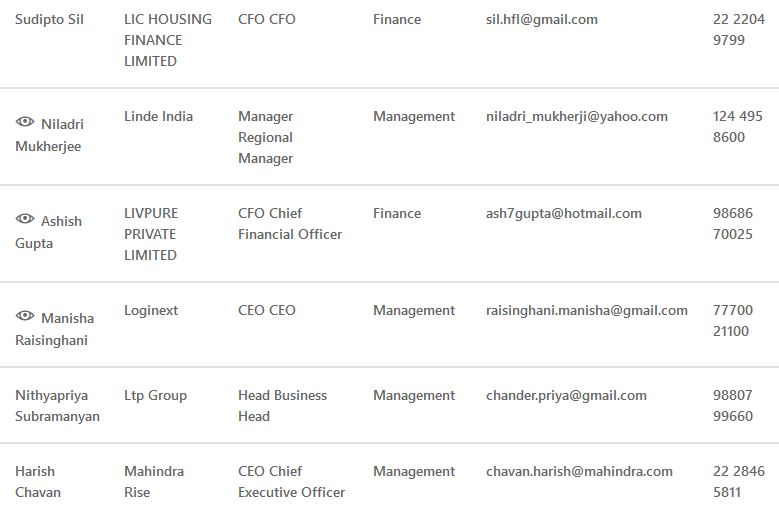 Sudipto Sil LIC HOUSING CFO CFO Finance sil.hfl@gmail.com 22 2204
FINANCE 9799
LIMITED
Niladri Linde India Manager Management niladri_mukherji@yahoo.com 124 495
Mukherjee Regional 8600
Manager
Ashish LIVPURE CFO Chief Finance ash7gupta@hotmail.com 98686
Gupta PRIVATE Financial Officer 70025
LIMITED
Manisha Loginext CEO CEO Management raisinghani.manisha@gmail.com 77700
Raisinghani 21100
Nithyapriya Ltp Group Head Business Management chander.priya@gmail.com 98807
Subramanyan Head 99660
Harish Mahindra CEO Chief Management chavan.harish@mahindra.com 22 2846
Chavan Rise Executive Officer 5811